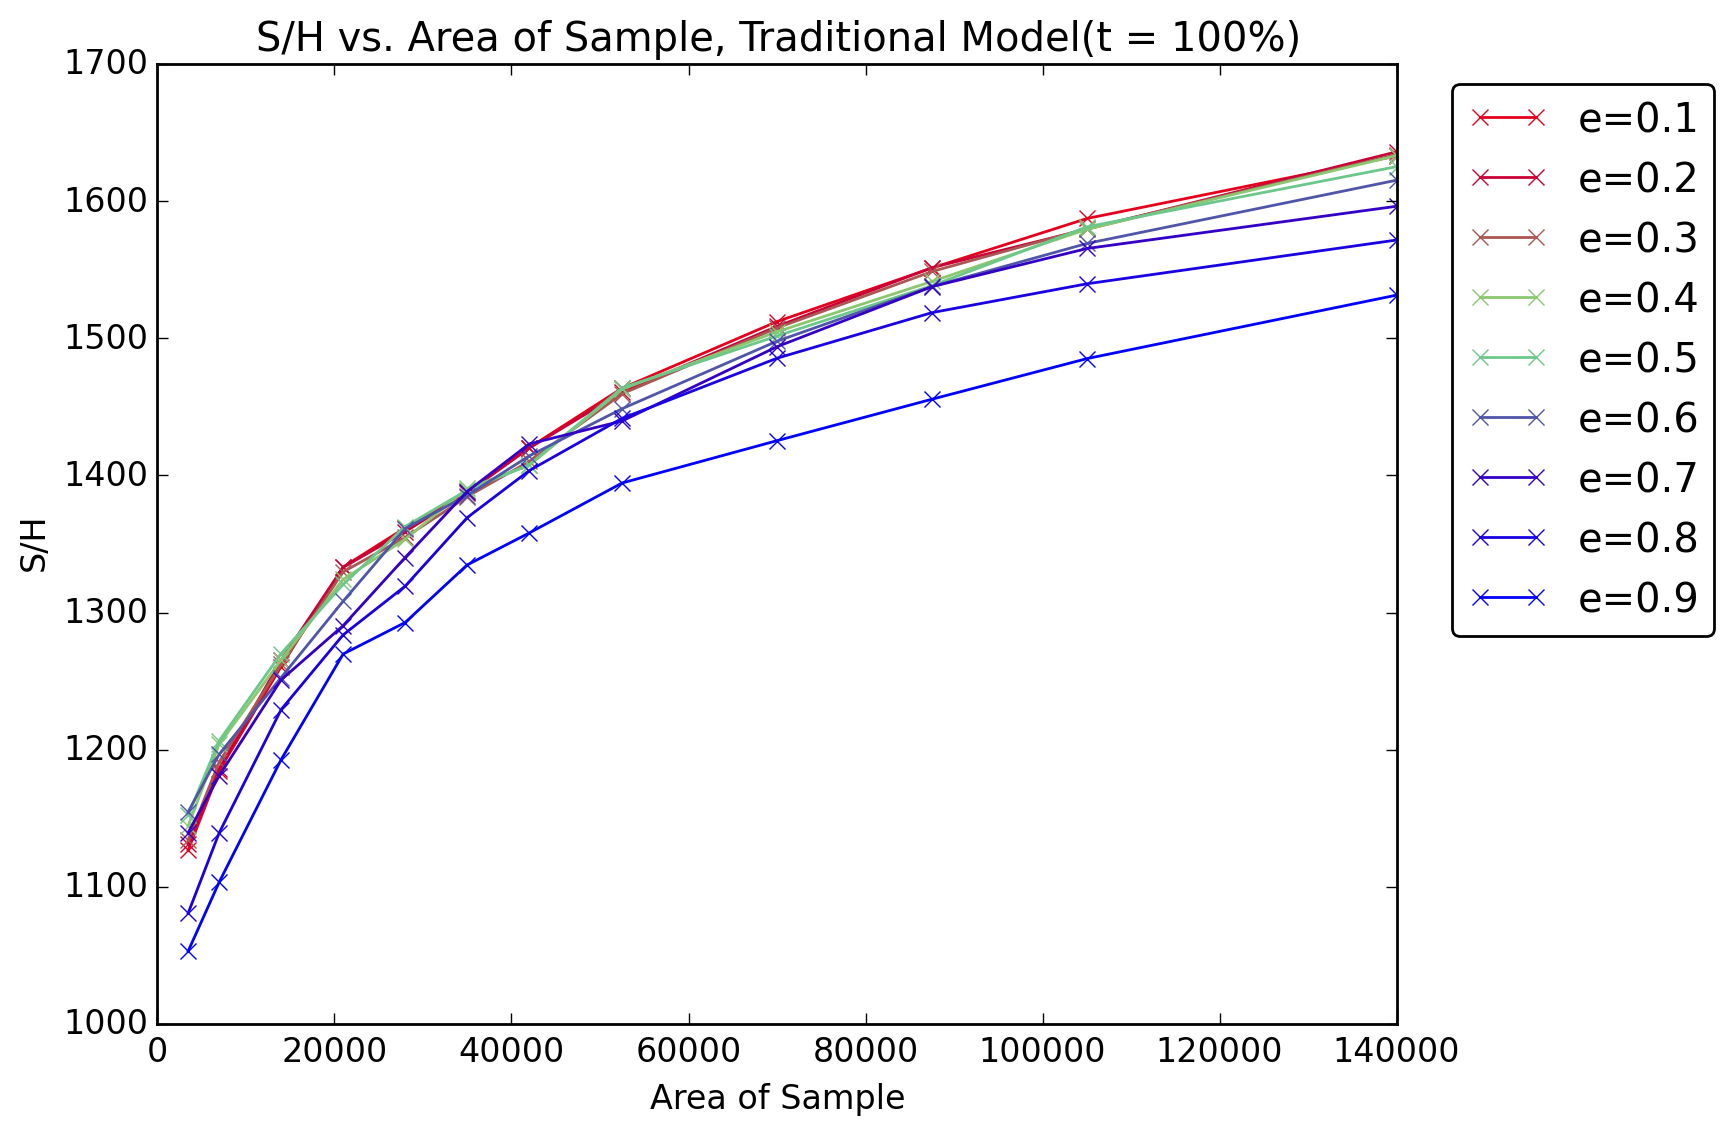 S/H vs. Area of Sample, Traditional Model(t = 100%)
1700
1600
1500
1400
1300
1200
1100
1000
S/H
0 20000 40000 60000 80000 100000 120000 140000
Area of Sample
e=0.1
e=0.2
e=0.3
e=0.4
e=0.5
e=0.6
e=0.7
e=0.8
e=0.9